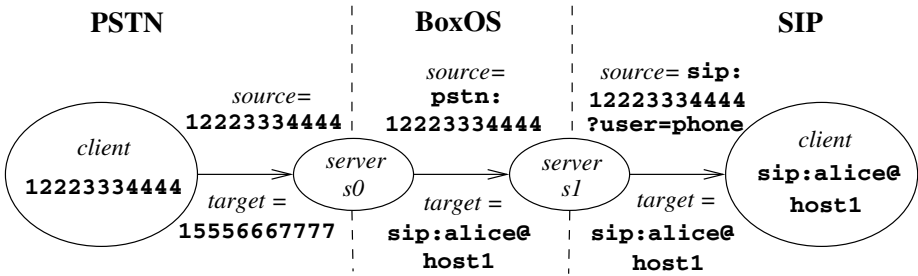 PSTN
BoxOS
SIP
client
12223334444
source=
12223334444
target =
15556667777
server
s0
source=
pstn:
12223334444
target =
sip:alice@
host1
server
s1
source= sip:
12223334444
?user=phone
target =
sip:alice@
host1
client
sip:alice@
host1